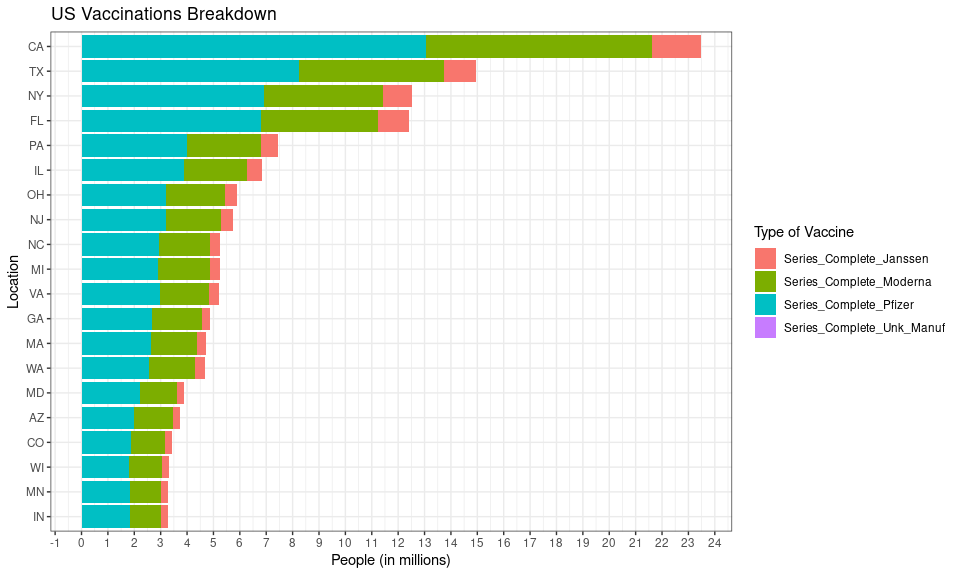 US Vaccinations Breakdown
CA
TX
NY
FL
PA
IL
OH
NJ
NC
MI
VA
GA
MA
WA
MD
AZ
CO
WI
MN
IN
Location
-1 0 1 2 3 4 5 6 7 8 9 10 11 12 13 14 15 16 17 18 19 20 21 22 23 24
People (in millions)
Type of Vaccine
Series_Complete_Janssen
Series_Complete_Moderna
Series_Complete_Pfizer
Series_Complete_Unk_Manuf